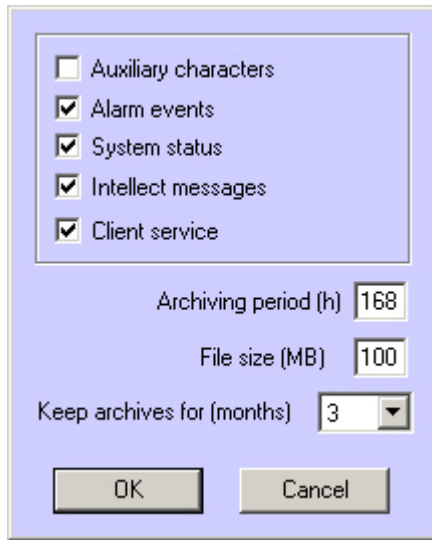 Auxiliary characters
Alarm events
System status
Intellect messages
Client service
Archiving period (h) 168
File size (MB) 100
Keep archives for (months) 3
OK Cancel